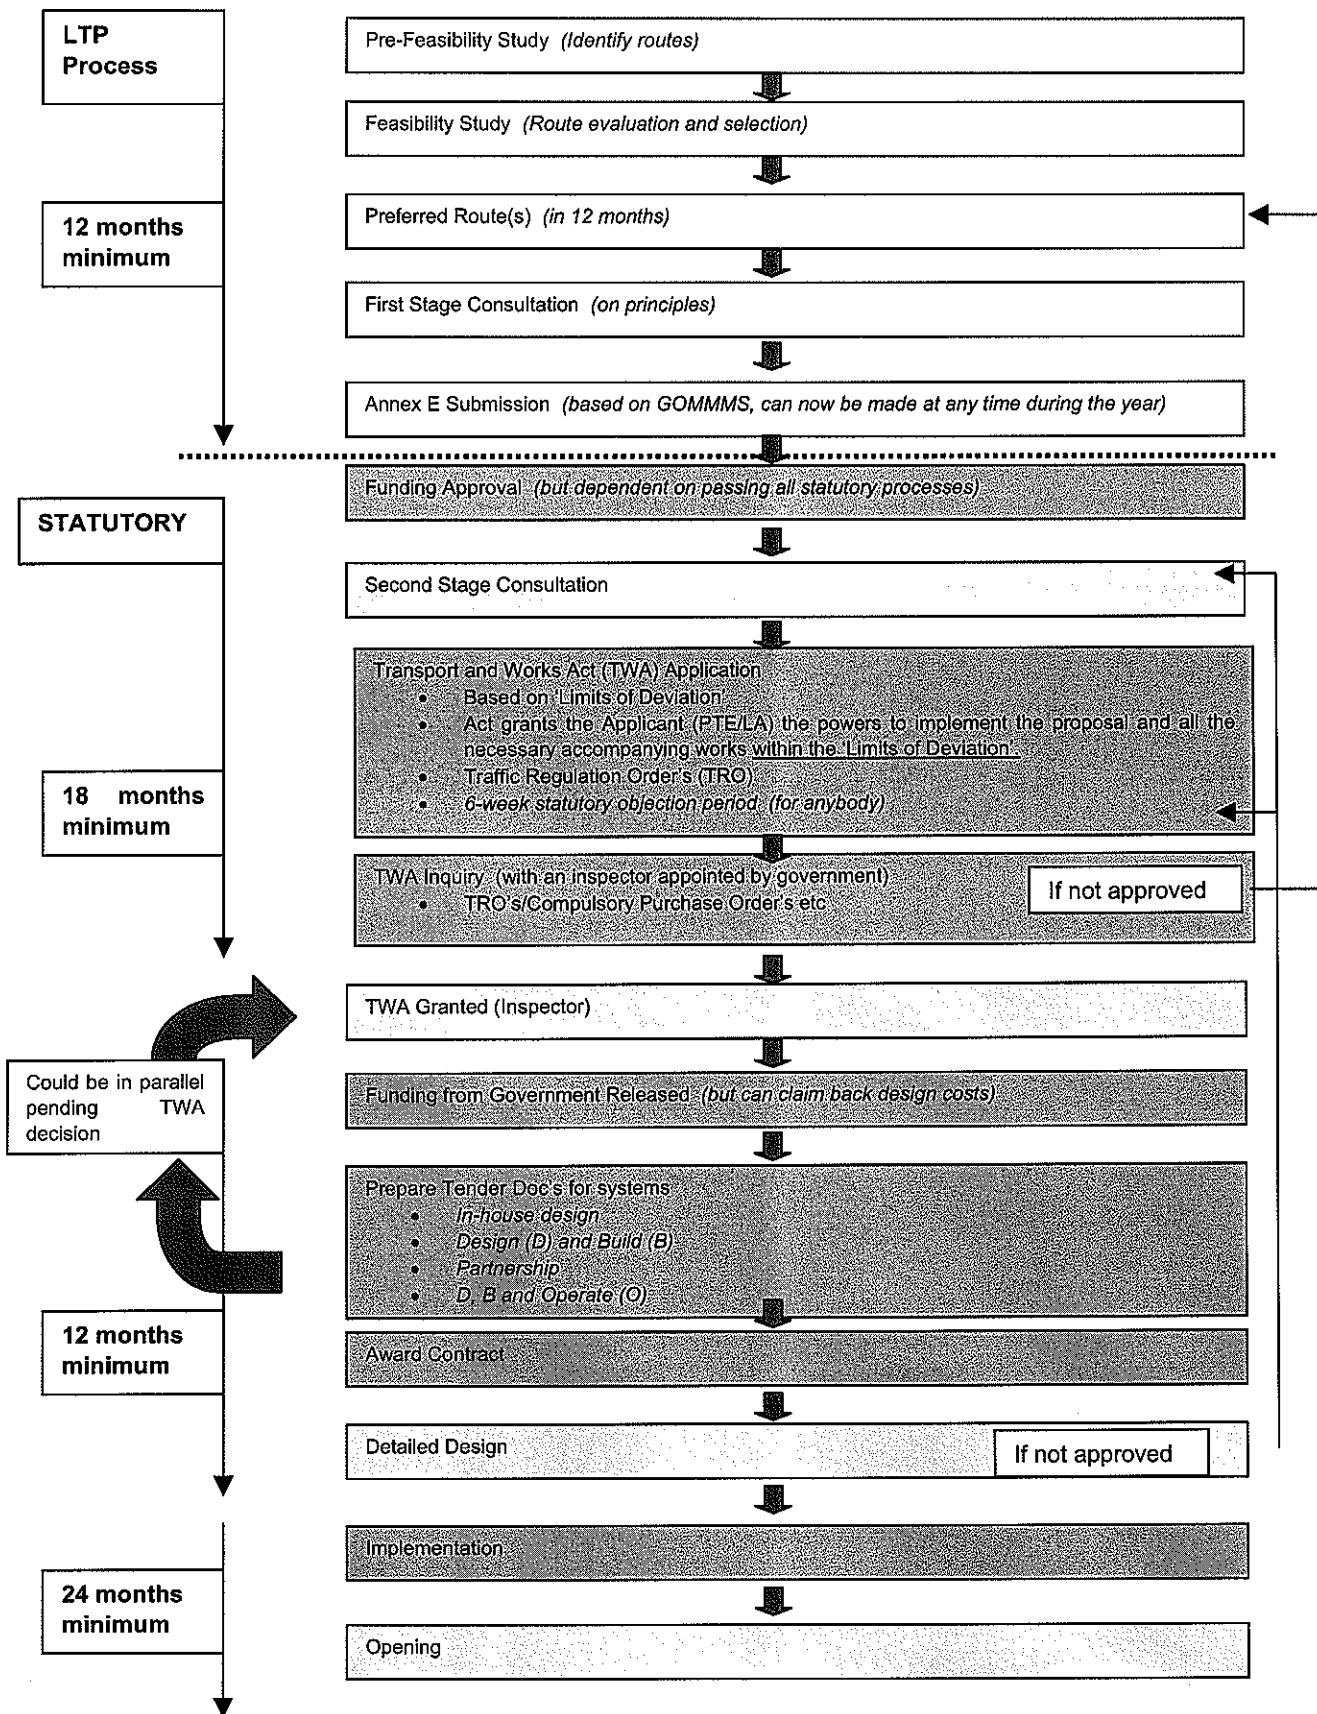 LTP
Process
Pre-Feasibility Study (Identify routes)
Feasibility Study (Route evaluation and selection)
12 months
minimum
Preferred Route(s) (in 12 months)
First Stage Consultation (on principles)
Annex E Submission (based on GOMMMS, can now be made at any time during the year)
Funding Approval (but dependent on passing all statutory processes)
STATUTORY
Second Stage Consultation
Transport and Works Act (TWA) Application
• Based on 'Limits of Deviation'
• Act grants the Applicant (PTE/LA) the powers to implement the proposal and all the
necessary accompanying works within the 'Limits of Deviation'.
• Traffic Regulation Order's (TRO)
• 6-week statutory objection period (for anybody)
18 months
minimum
TWA Inquiry (with an inspector appointed by government)
• TRO's/Compulsory Purchase Order's etc
If not approved
TWA Granted (Inspector)
Could be in parallel
pending TWA
decision
Funding from Government Released (but can claim back design costs)
Prepare Tender Doc's for systems
• In-house design
• Design (D) and Build (B)
• Partnership
• D, B and Operate (O)
12 months
minimum
Award Contract
Detailed Design
If not approved
Implementation
24 months
minimum
Opening